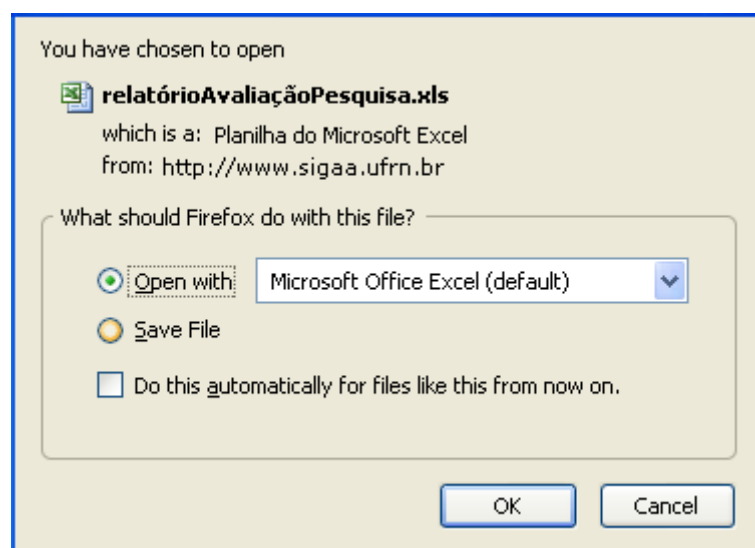 You have chosen to open
relatórioAvaliaçãoPesquisa.xls
which is a: Planilha do Microsoft Excel
from: http://www.sigaa.ufrn.br
What should Firefox do with this file?
Open with Microsoft Office Excel (default)
Save File
Do this automatically for files like this from now on.
OK Cancel